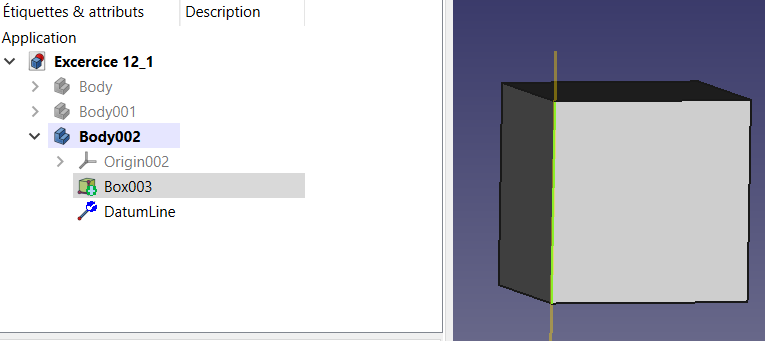 Étiquettes & attributs Description
Application
Excercice 12_1
Body
Body001
Body002
Origin002
Box003
DatumLine